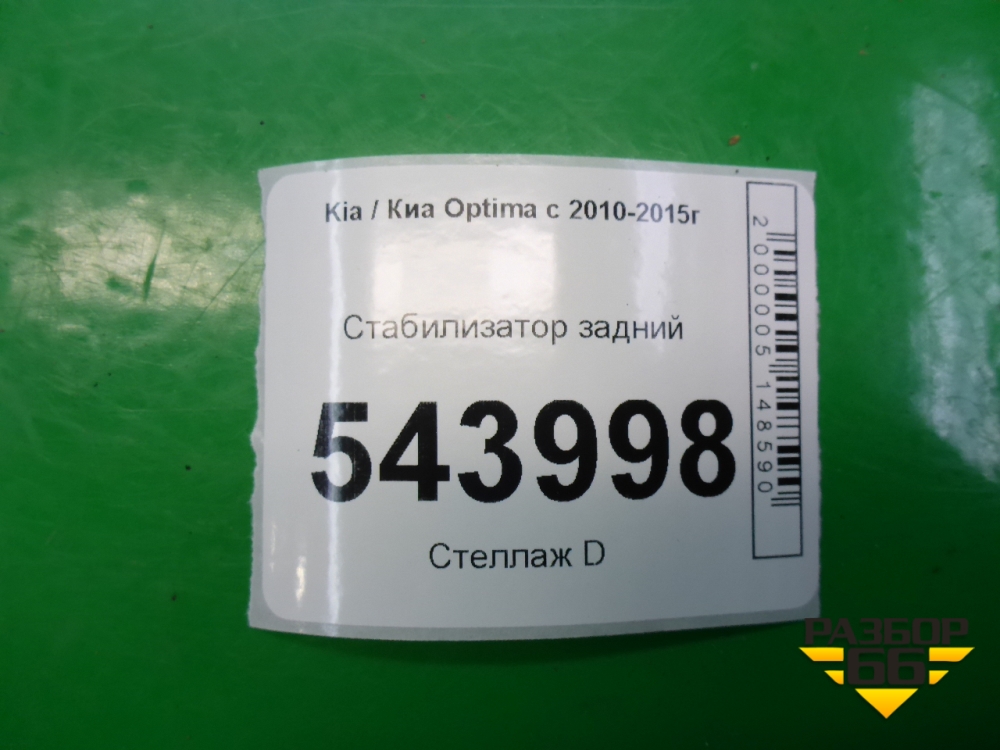 Kia / Киа Optima с 2010-2015г
Стабилизатор задний
543998
Стеллаж D
2000005148590
РАЗБОР
66